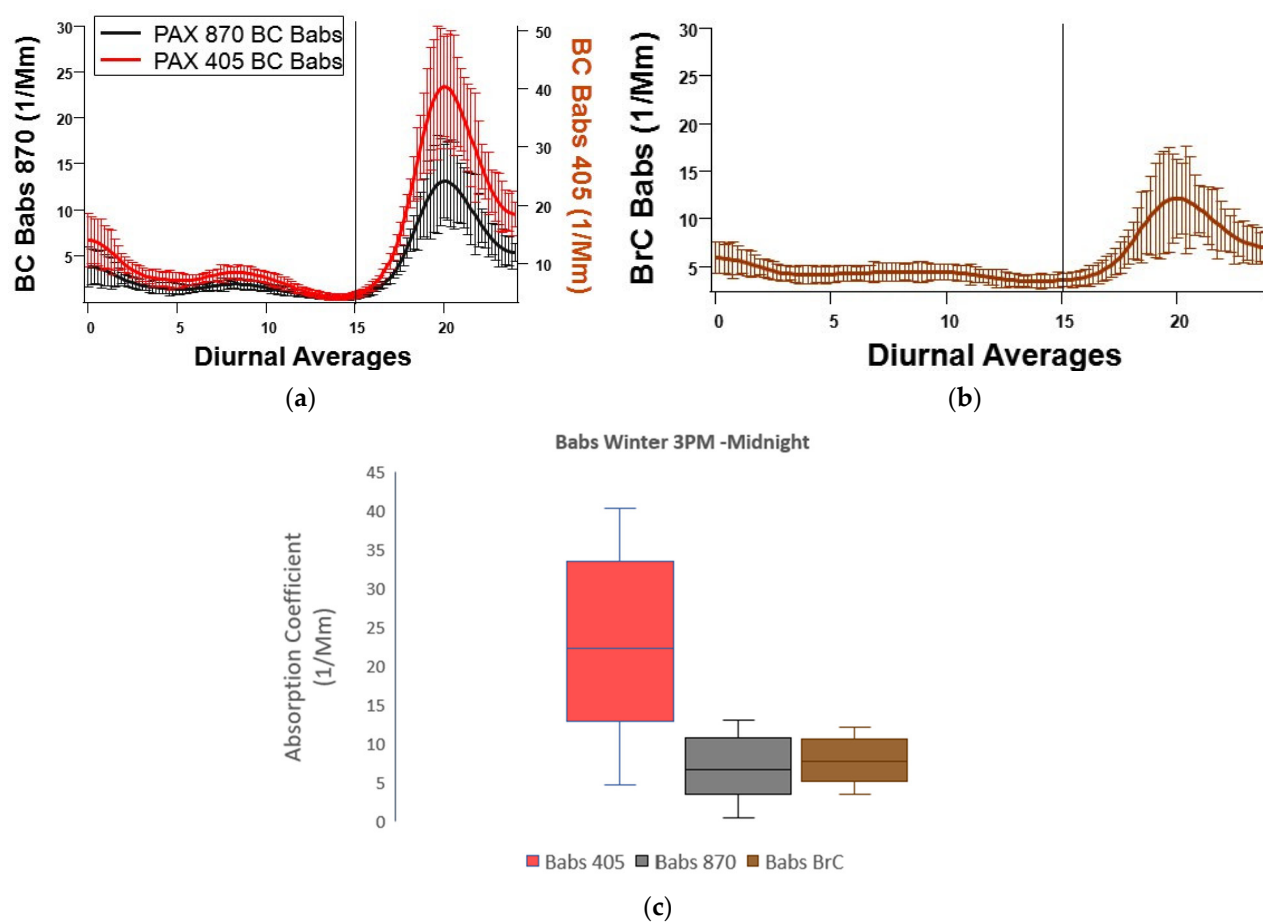 PAX 870 BC Babs
PAX 405 BC Babs
BC Babs 870 (1/Mm)
30
25
20
15
10
5
BC Babs 405 (1/Mm)
50
40
30
20
10
0 5 10 15 20
Diurnal Averages
(a)
BrC Babs (1/Mm)
30
25
20
15
10
5
0 5 10 15 20
Diurnal Averages
(b)
Babs Winter 3PM -Midnight
Absorption Coefficient
(1/Mm)
45
40
35
30
25
20
15
10
5
0
Babs 405 Babs 870 Babs BrC
(c)